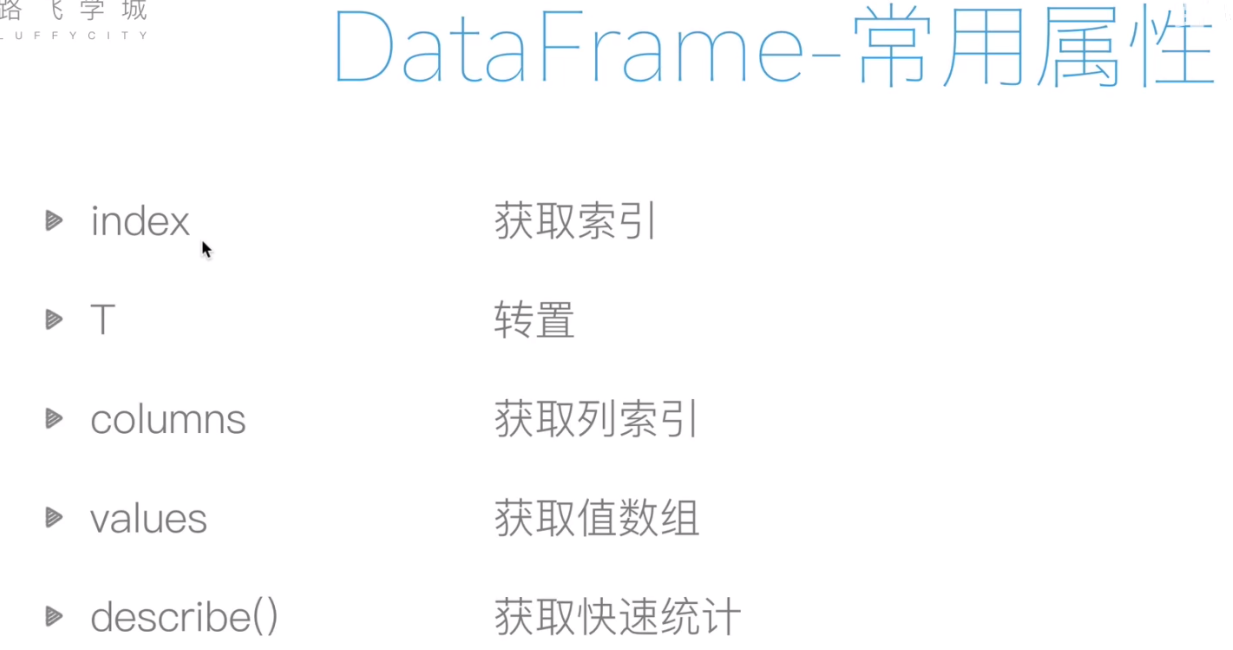 路飞学城
LUFFYCITY
DataFrame-常用属性
index 获取索引
T 转置
columns 获取列索引
values 获取值数组
describe() 获取快速统计